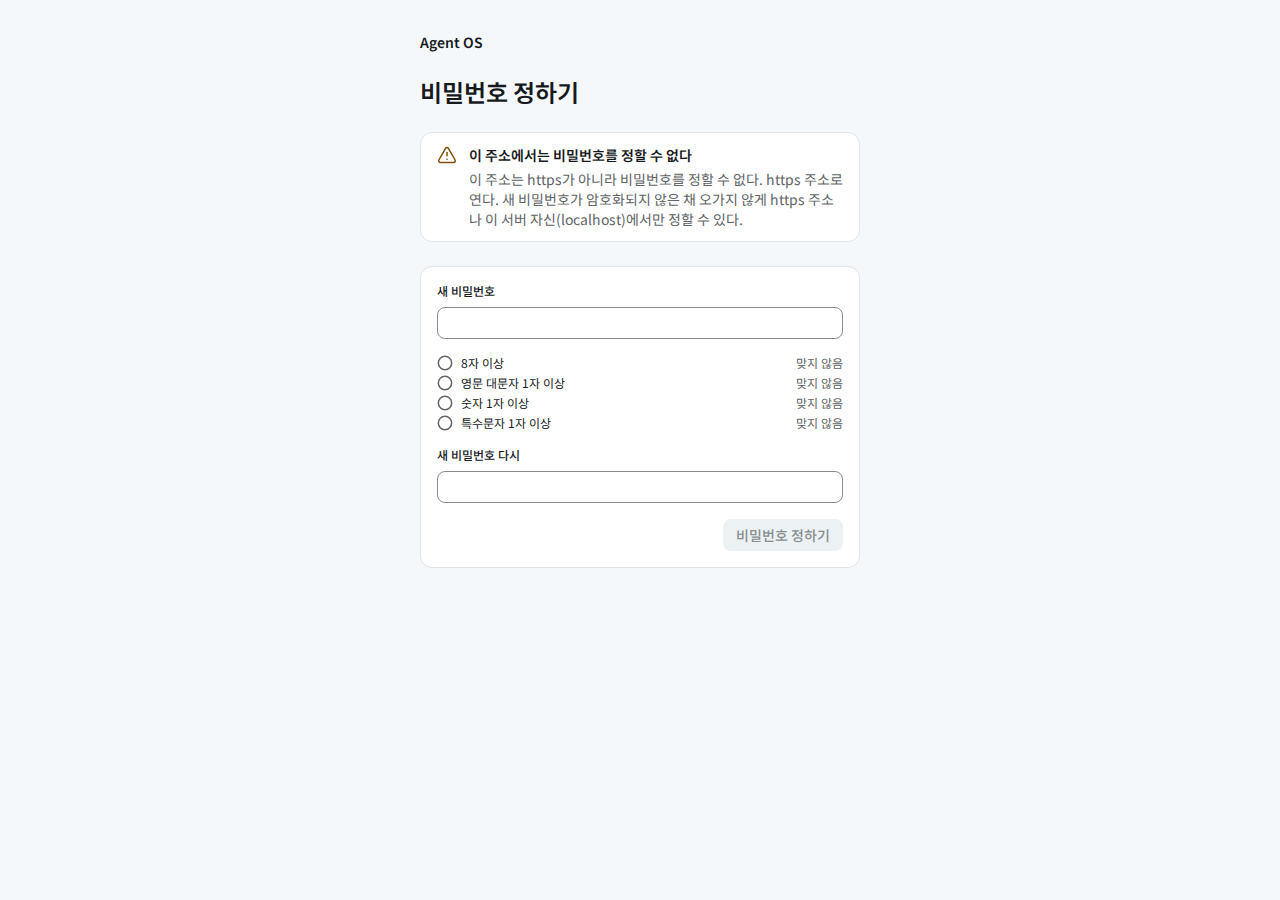 Agent OS
비밀번호 정하기
이 주소에서는 비밀번호를 정할 수 없다
이 주소는 https가 아니라 비밀번호를 정할 수 없다. https 주소로
연다. 새 비밀번호가 암호화되지 않은 채 오가지 않게 https 주소
나 이 서버 자신(localhost)에서만 정할 수 있다.
새 비밀번호
8자 이상 맞지 않음
영문 대문자 1자 이상 맞지 않음
숫자 1자 이상 맞지 않음
특수문자 1자 이상 맞지 않음
새 비밀번호 다시
비밀번호 정하기